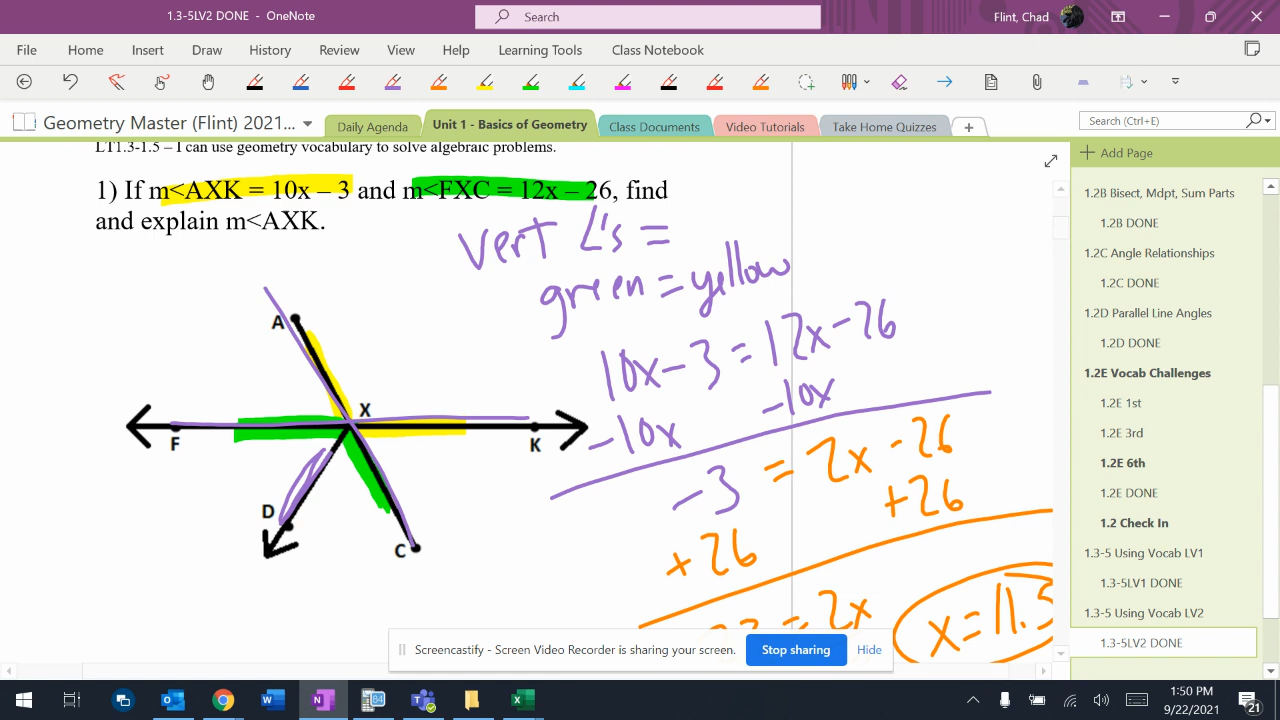 1.3-5LV2 DONE - OneNote
Search
Flint, Chad
File Home Insert Draw History Review View Help Learning Tools Class Notebook
Geometry Master (Flint) 2021...
Daily Agenda
Unit 1 - Basics of Geometry
Class Documents
Video Tutorials
Take Home Quizzes
Search (Ctrl+E)
LT1.3-1.5 – I can use geometry vocabulary to solve algebraic problems.
1) If m<AXK = 10x – 3 and m<FXC = 12x – 26, find
and explain m<AXK.
vert ∠'s =
green = yellow
10x - 3 = 12x - 26
-10x -10x
-3 = 2x - 26
+26 +26
= 2x
x = 11.5
A
X
F
K
D
C
Add Page
1.2B Bisect, Mdpt, Sum Parts
1.2B DONE
1.2C Angle Relationships
1.2C DONE
1.2D Parallel Line Angles
1.2D DONE
1.2E Vocab Challenges
1.2E 1st
1.2E 3rd
1.2E 6th
1.2E DONE
1.2 Check In
1.3-5 Using Vocab LV1
1.3-5LV1 DONE
1.3-5 Using Vocab LV2
1.3-5LV2 DONE
Screencastify - Screen Video Recorder is sharing your screen.
Stop sharing
Hide
1:50 PM
9/22/2021
21